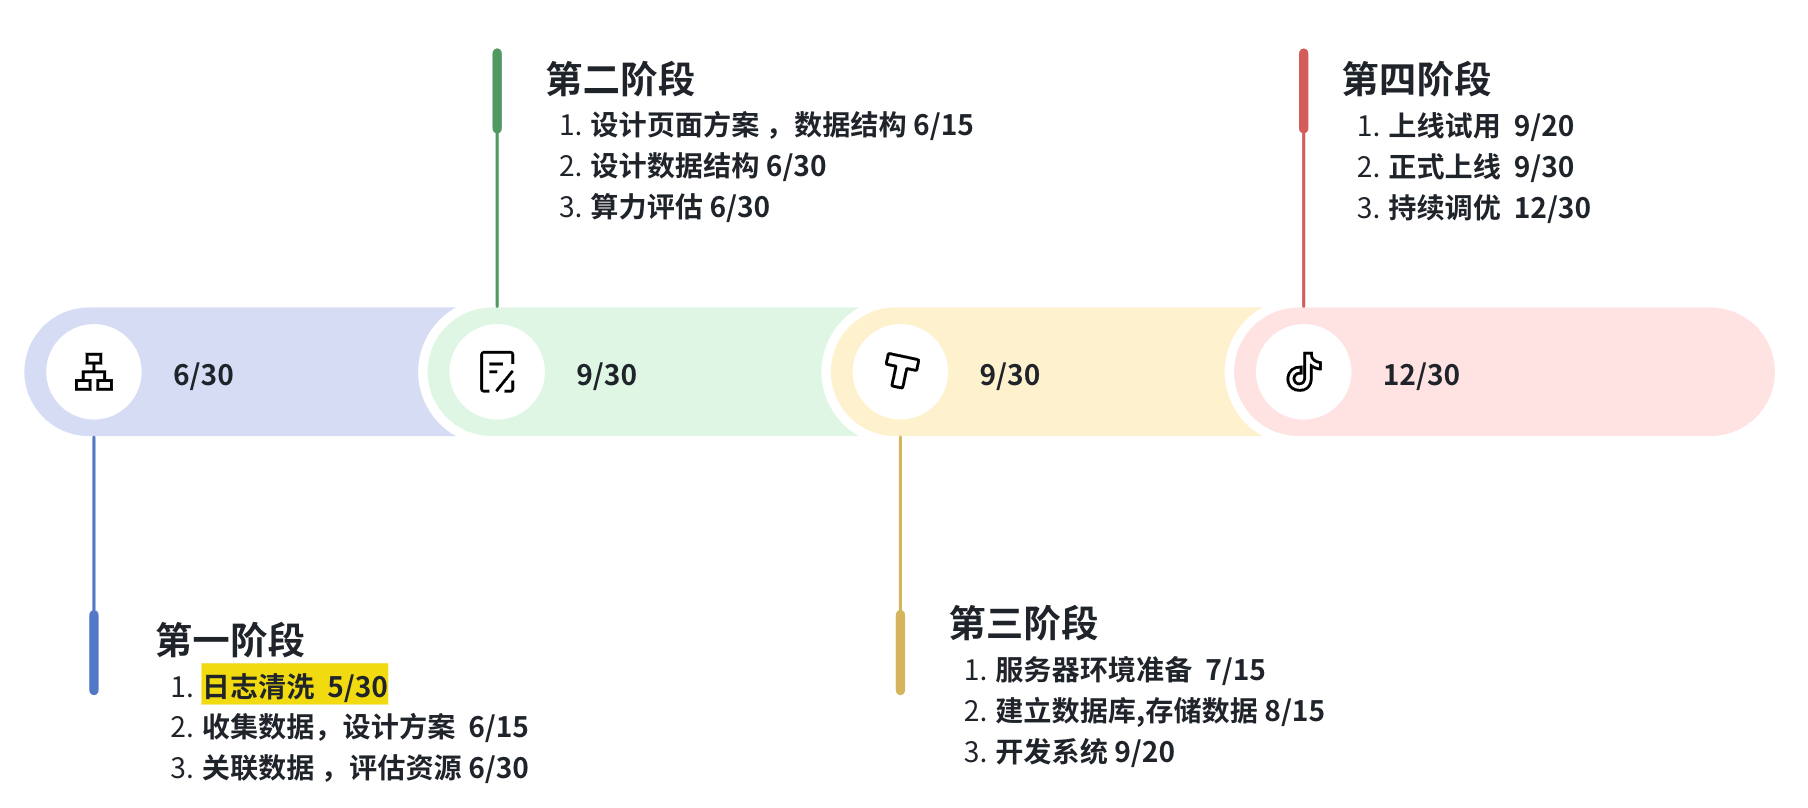 第二阶段
1. 设计页面方案 ，数据结构 6/15
2. 设计数据结构 6/30
3. 算力评估 6/30
第四阶段
1. 上线试用 9/20
2. 正式上线 9/30
3. 持续调优 12/30
6/30
9/30
9/30
12/30
第一阶段
1. 日志清洗 5/30
2. 收集数据，设计方案 6/15
3. 关联数据 ，评估资源 6/30
第三阶段
1. 服务器环境准备 7/15
2. 建立数据库,存储数据 8/15
3. 开发系统 9/20